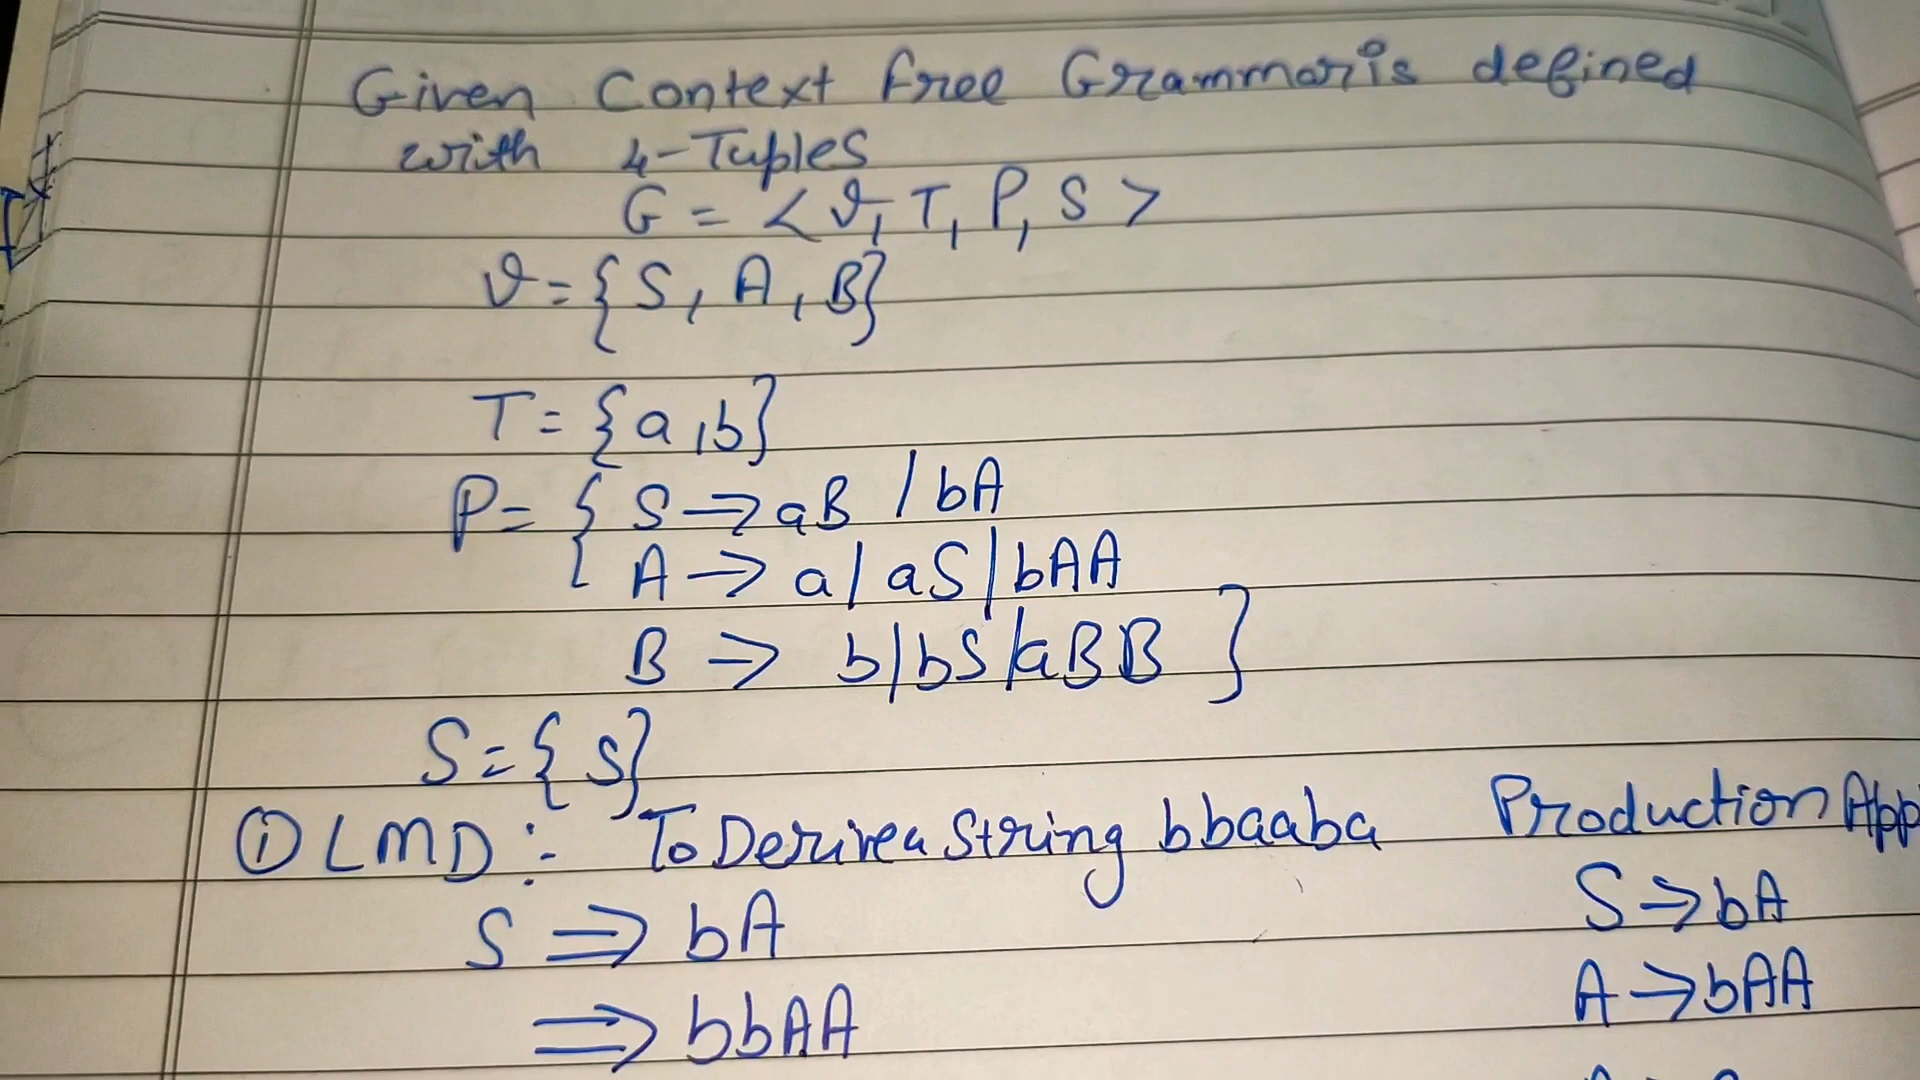 Given Context free Grammar is defined
with 4-Tuples
G = < V, T, P, S >
V = {S, A, B}
T = {a, b}
P = { S → aB / bA
A → a | aS | bAA
B → b | bS | aBB }
S = { S }
① LMD :- To Derive a String bbaaba Production App
S ⇒ bA S → bA
⇒ bbAA A → bAA